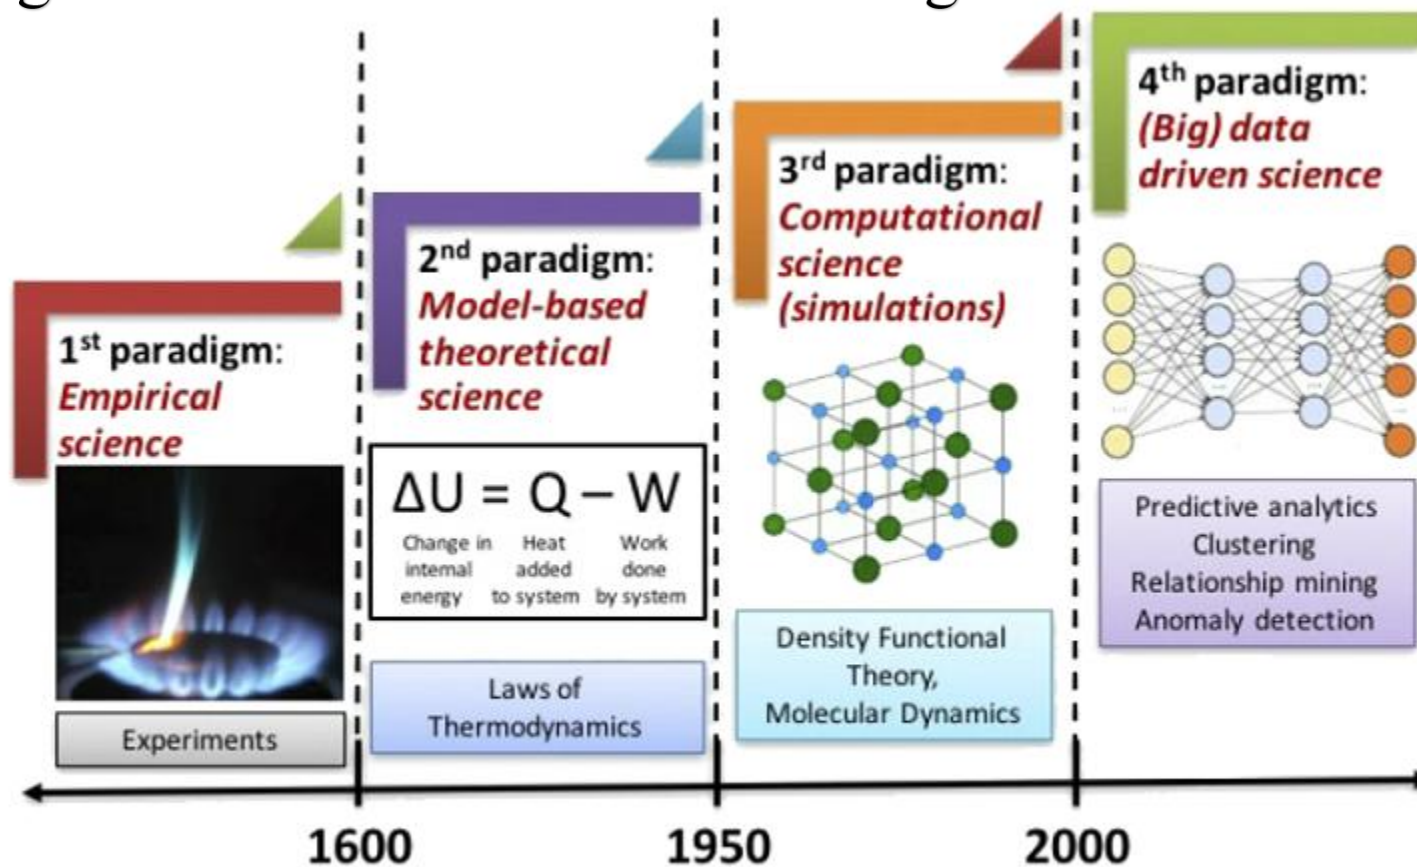 1st paradigm:
Empirical
science
Experiments
2nd paradigm:
Model-based
theoretical
science
ΔU = Q – W
Change in internal energy
Heat added to system
Work done by system
Laws of
Thermodynamics
3rd paradigm:
Computational
science
(simulations)
Density Functional
Theory,
Molecular Dynamics
4th paradigm:
(Big) data
driven science
Predictive analytics
Clustering
Relationship mining
Anomaly detection
1600
1950
2000